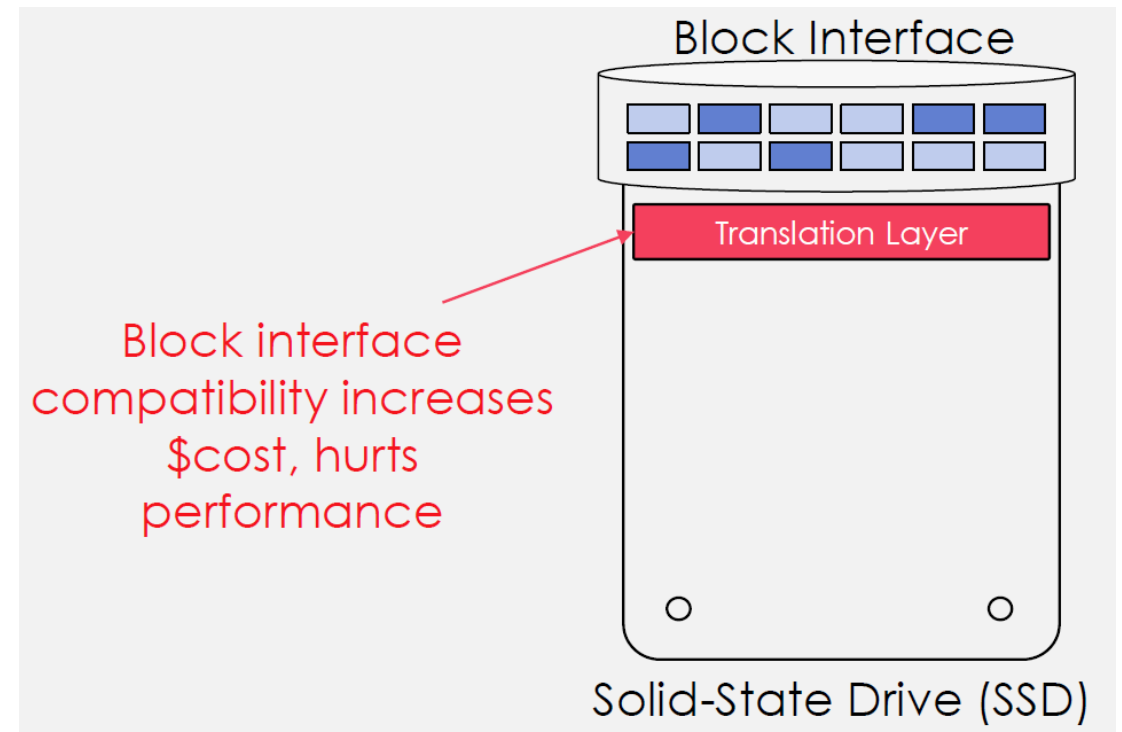 Block Interface
Translation Layer
Block interface
compatibility increases
$cost, hurts
performance
Solid-State Drive (SSD)